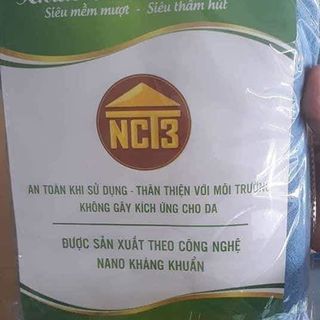 Siêu mềm mượt - Siêu thấm hút
NCT3
AN TOÀN KHI SỬ DỤNG - THÂN THIỆN VỚI MÔI TRƯỜNG
KHÔNG GÂY KÍCH ỨNG CHO DA
ĐƯỢC SẢN XUẤT THEO CÔNG NGHỆ
NANO KHÁNG KHUẨN